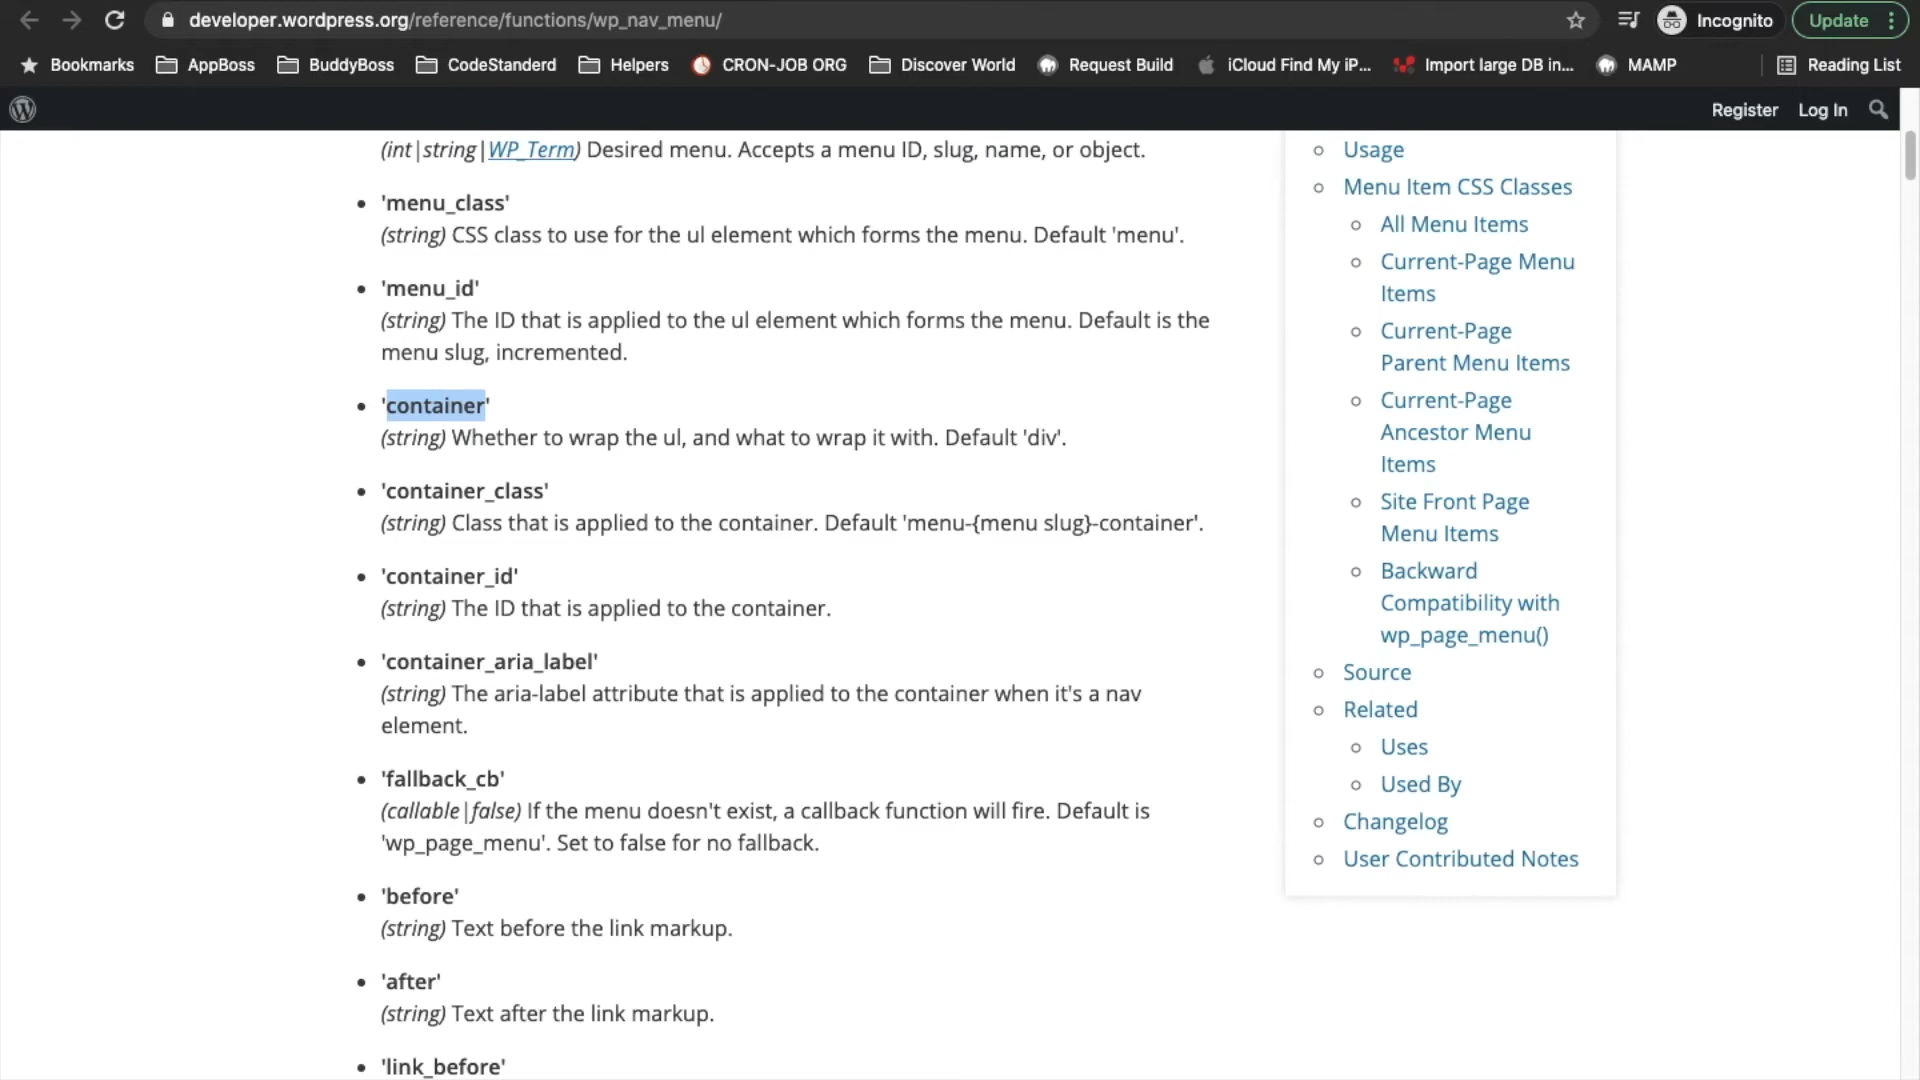 developer.wordpress.org/reference/functions/wp_nav_menu/
Incognito
Update
Bookmarks
AppBoss
BuddyBoss
CodeStanderd
Helpers
CRON-JOB ORG
Discover World
Request Build
iCloud Find My iP...
Import large DB in...
MAMP
Reading List
Register
Log In
(int|string|WP_Term) Desired menu. Accepts a menu ID, slug, name, or object.
'menu_class'
(string) CSS class to use for the ul element which forms the menu. Default 'menu'.
'menu_id'
(string) The ID that is applied to the ul element which forms the menu. Default is the
menu slug, incremented.
'container'
(string) Whether to wrap the ul, and what to wrap it with. Default 'div'.
'container_class'
(string) Class that is applied to the container. Default 'menu-{menu slug}-container'.
'container_id'
(string) The ID that is applied to the container.
'container_aria_label'
(string) The aria-label attribute that is applied to the container when it's a nav
element.
'fallback_cb'
(callable|false) If the menu doesn't exist, a callback function will fire. Default is
'wp_page_menu'. Set to false for no fallback.
'before'
(string) Text before the link markup.
'after'
(string) Text after the link markup.
'link_before'
Usage
Menu Item CSS Classes
All Menu Items
Current-Page Menu
Items
Current-Page
Parent Menu Items
Current-Page
Ancestor Menu
Items
Site Front Page
Menu Items
Backward
Compatibility with
wp_page_menu()
Source
Related
Uses
Used By
Changelog
User Contributed Notes